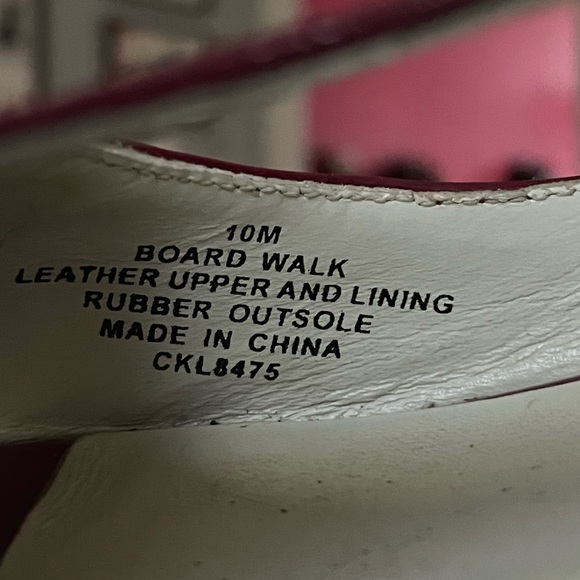 10M
BOARD WALK
LEATHER UPPER AND LINING
RUBBER OUTSOLE
MADE IN CHINA
CKL8475